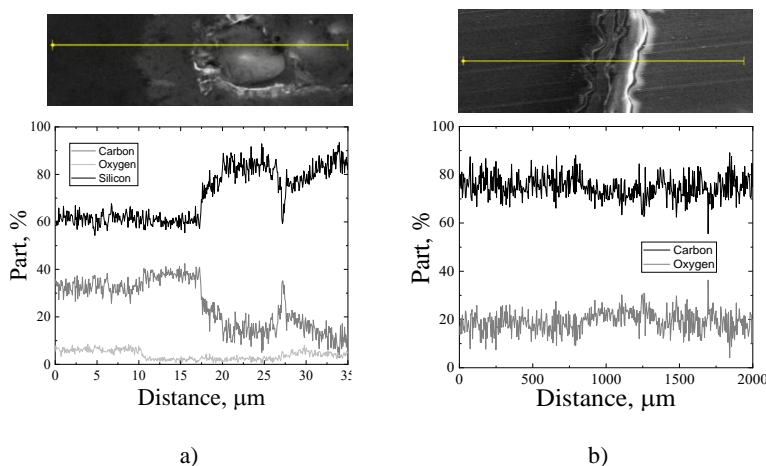 100
80
60
40
20
0
Part, %
Carbon
Oxygen
Silicon
0 5 10 15 20 25 30 35
Distance, μm
a)
100
80
60
40
20
0
Part, %
Carbon
Oxygen
0 500 1000 1500 2000
Distance, μm
b)